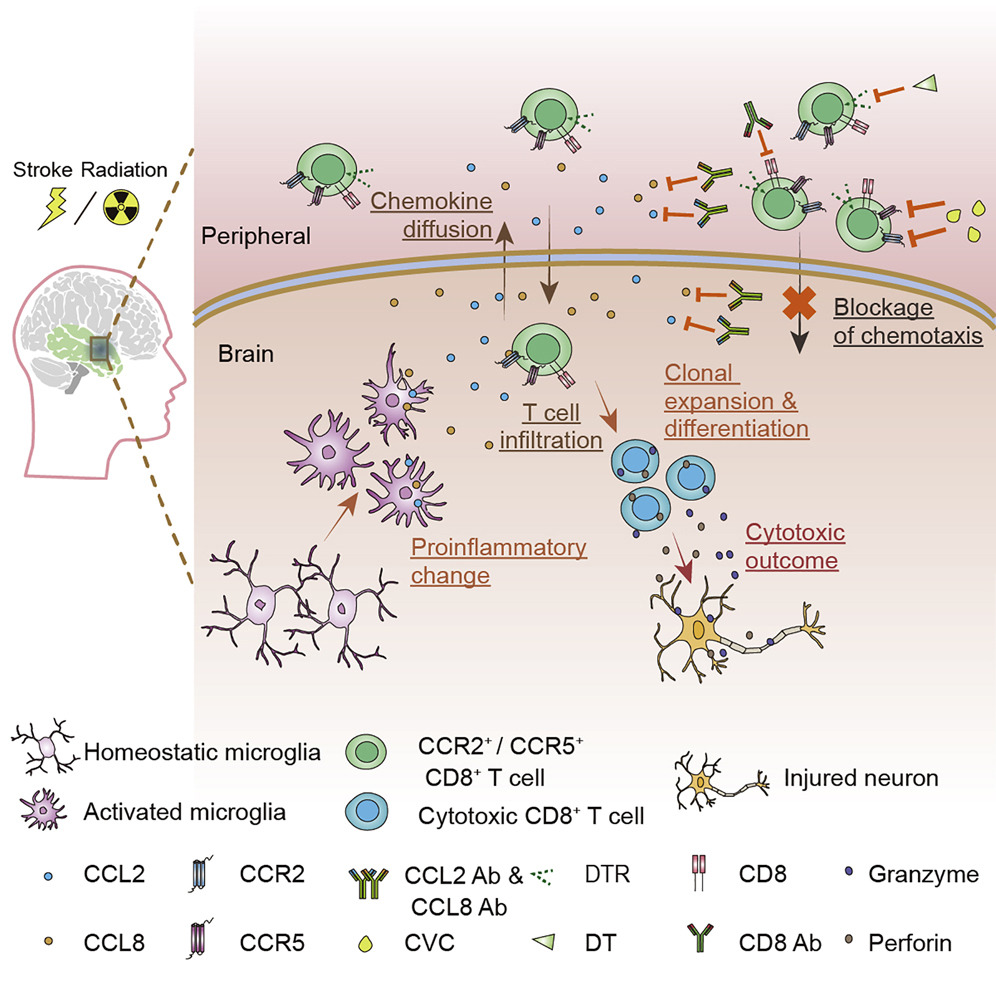 Stroke Radiation
Peripheral
Chemokine
diffusion
Brain
Blockage
of chemotaxis
T cell
infiltration
Clonal
expansion &
differentiation
Proinflammatory
change
Cytotoxic
outcome
Homeostatic microglia
CCR2⁺ / CCR5⁺
CD8⁺ T cell
Injured neuron
Activated microglia
Cytotoxic CD8⁺ T cell
CCL2
CCR2
CCL2 Ab &
CCL8 Ab
DTR
CD8
Granzyme
CCL8
CCR5
CVC
DT
CD8 Ab
Perforin